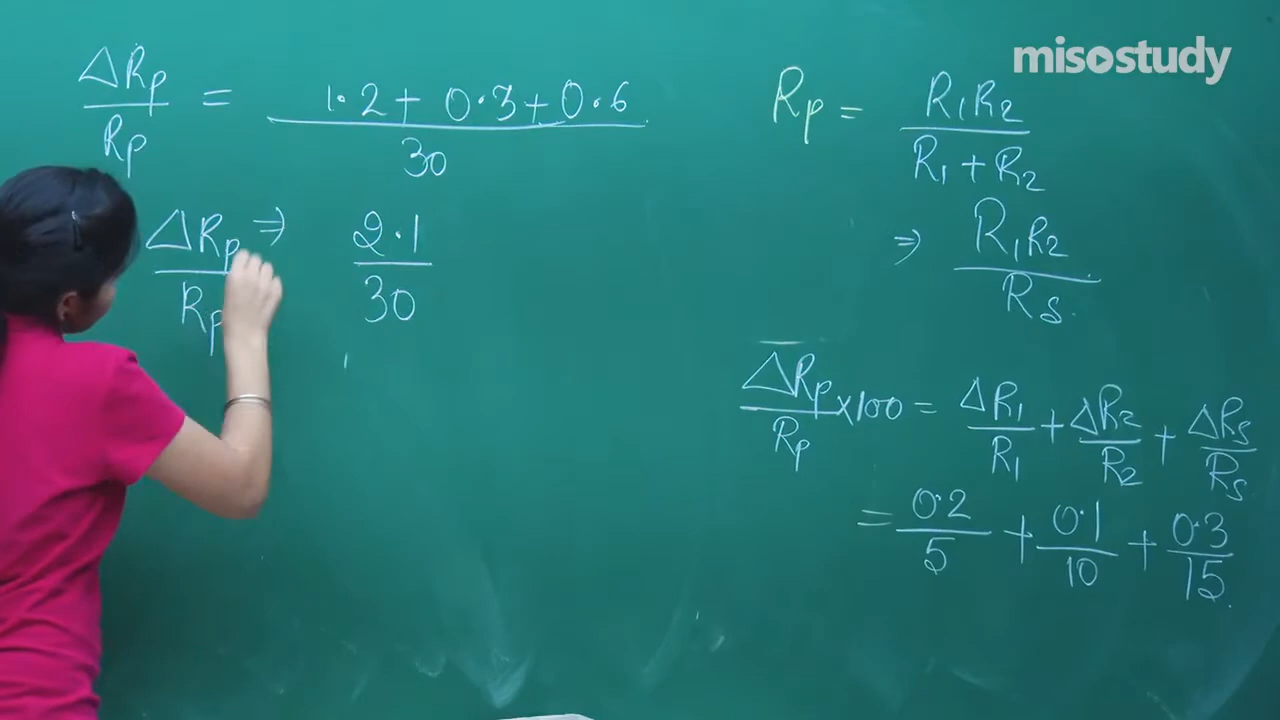 misostudy
ΔRp/Rp = (1.2 + 0.3 + 0.6)/30
ΔRp/Rp ⇒ 2.1/30
Rp = R1R2/(R1 + R2)
⇒ R1R2/Rs.
ΔRp/Rp ×100 = ΔR1/R1 + ΔR2/R2 + ΔRs/Rs
= 0.2/5 + 0.1/10 + 0.3/15.